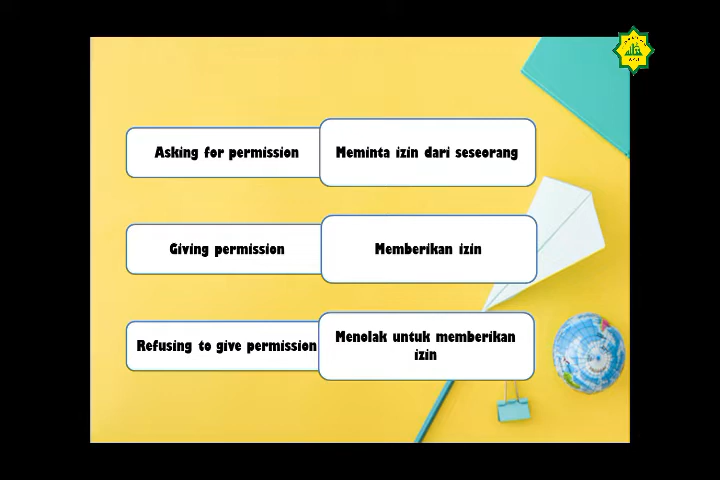 Asking for permission
Meminta izin dari seseorang
Giving permission
Memberikan izin
Refusing to give permission
Menolak untuk memberikan
izin